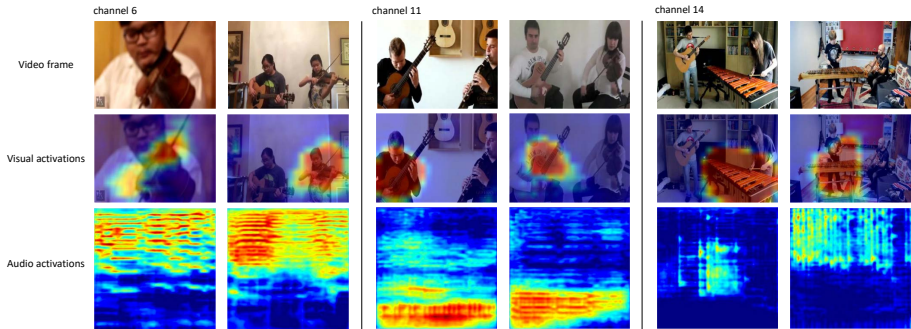 channel 6
channel 11
channel 14
Video frame
Visual activations
Audio activations